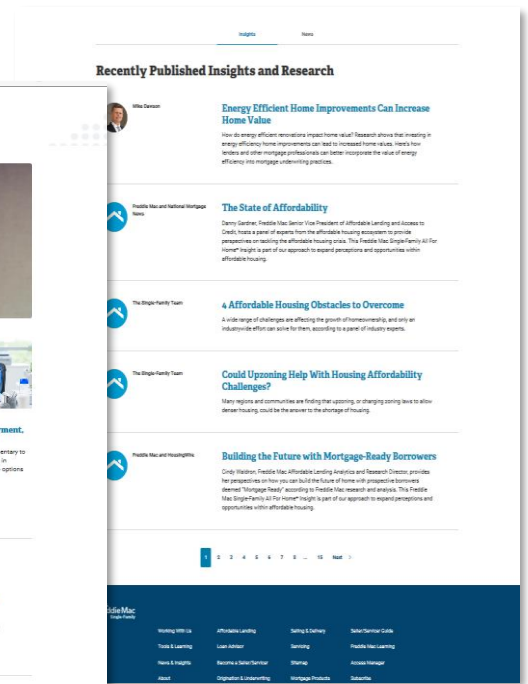 Insights News
Recently Published Insights and Research
Mike Dawson
Energy Efficient Home Improvements Can Increase
Home Value
How do energy efficient renovations impact home value? Research shows that investing in
energy efficiency home improvements can lead to increased home values. Here's how
lenders and other mortgage professionals can better incorporate the value of energy
efficiency into mortgage underwriting practices.
Freddie Mac and National Mortgage
News
The State of Affordability
Danny Gardner, Freddie Mac Senior Vice President of Affordable Lending and Access to
Credit, hosts a panel of experts from the affordable housing ecosystem to provide
perspectives on tackling the affordable housing crisis. This Freddie Mac Single-Family All For
Home℠ Insight is part of our approach to expand perceptions and opportunities within
affordable housing.
The Single-Family Team
4 Affordable Housing Obstacles to Overcome
A wide range of challenges are affecting the growth of homeownership, and only an
industrywide effort can solve for them, according to a panel of industry experts.
The Single-Family Team
Could Upzoning Help With Housing Affordability
Challenges?
Many regions and communities are finding that upzoning, or changing zoning laws to allow
denser housing, could be the answer to the shortage of housing.
Freddie Mac and HousingWire
Building the Future with Mortgage-Ready Borrowers
Cindy Waldron, Freddie Mac Affordable Lending Analytics and Research Director, provides
her perspectives on how you can build the future of home with prospective borrowers
deemed "Mortgage Ready" according to Freddie Mac research and analysis. This Freddie
Mac Single-Family All For Home℠ Insight is part of our approach to expand perceptions and
opportunities within affordable housing.
1 2 3 4 5 6 7 8 ... 15 Next >
ddie Mac
Single-Family
Working With Us Affordable Lending Selling & Delivery Seller/Servicer Guide
Tools & Learning Loan Advisor Servicing Freddie Mac Learning
News & Insights Become a Seller/Servicer Sitemap Access Manager
About Origination & Underwriting Mortgage Products Subscribe
rment.
entary to
in
options